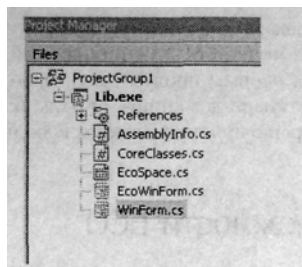 Project Manager
Files
ProjectGroup1
Lib.exe
References
AssemblyInfo.cs
CoreClasses.cs
EcoSpace.cs
EcoWinForm.cs
WinForm.cs